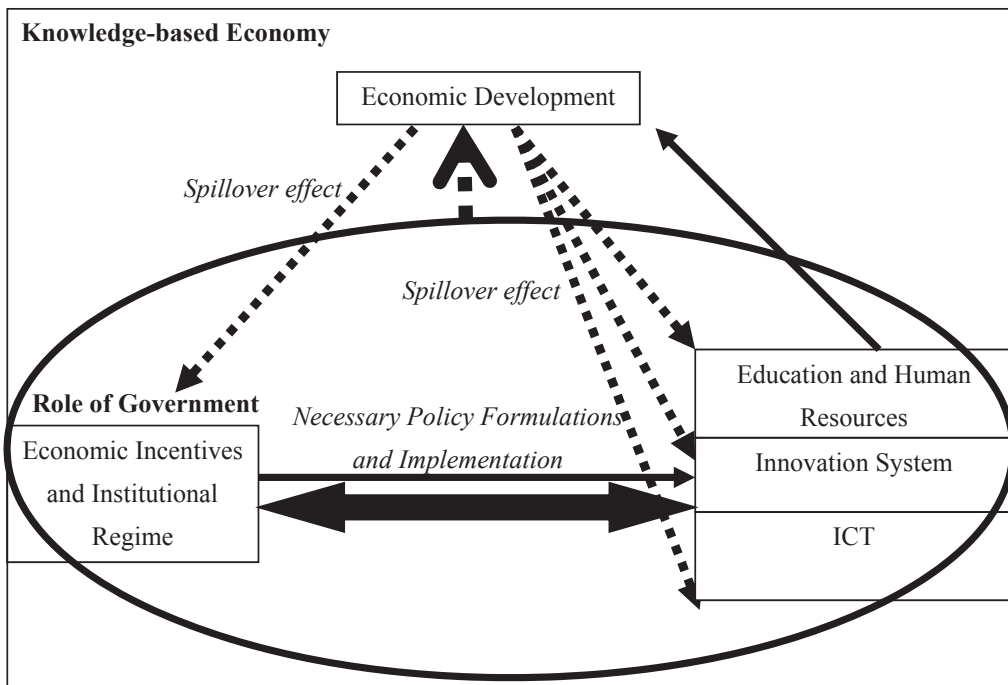 Knowledge-based Economy
Economic Development
Spillover effect
Spillover effect
Role of Government
Economic Incentives
and Institutional
Regime
Necessary Policy Formulations
and Implementation
Education and Human
Resources
Innovation System
ICT